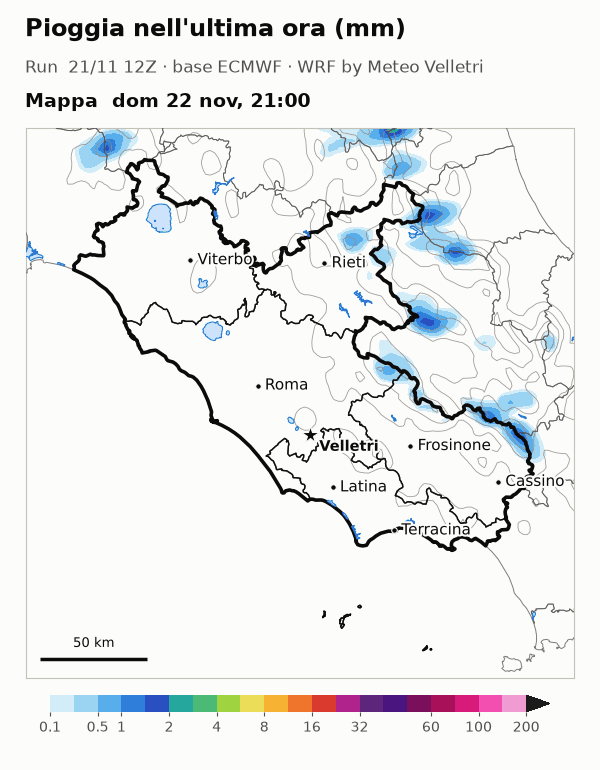 Pioggia nell'ultima ora (mm)
Run 21/11 12Z · base ECMWF · WRF by Meteo Velletri
Mappa dom 22 nov, 21:00
Viterbo
Rieti
Roma
Velletri
Frosinone
Latina
Cassino
Terracina
50 km
0.1 0.5 1 2 4 8 16 32 60 100 200